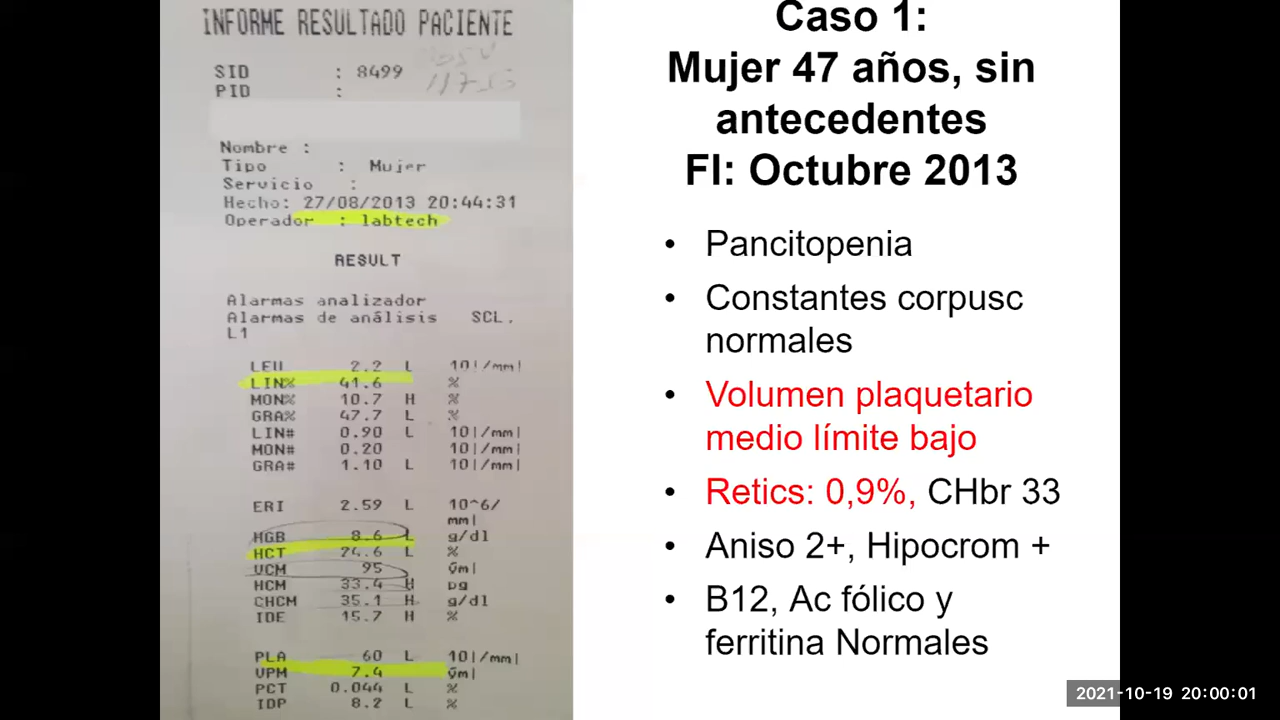 INFORME RESULTADO PACIENTE
SID : 8499
PID :
Nombre :
Tipo : Mujer
Servicio :
Hecho: 27/08/2013 20:44:31
Operador : labtech
RESULT
Alarmas analizador
Alarmas de análisis SCL.
L1
LEU 2.2 L 10|/mm|
LIN% 41.6 %
MON% 10.7 H %
GRA% 47.7 L %
LIN# 0.90 L 10|/mm|
MON# 0.20 10|/mm|
GRA# 1.10 L 10|/mm|
ERI 2.59 L 10^6/
mm|
HGB 8.6 L g/dl
HCT 24.6 L %
VCM 95 m|
HCM 33.4 H pg
CHCM 35.1 H g/dl
IDE 15.7 H %
PLA 60 L 10|/mm|
VPM 7.4 m|
PCT 0.044 L %
IDP 8.2 L %
Caso 1:
Mujer 47 años, sin
antecedentes
FI: Octubre 2013
• Pancitopenia
• Constantes corpusc
normales
• Volumen plaquetario
medio límite bajo
• Retics: 0,9%, CHbr 33
• Aniso 2+, Hipocrom +
• B12, Ac fólico y
ferritina Normales
2021-10-19 20:00:01